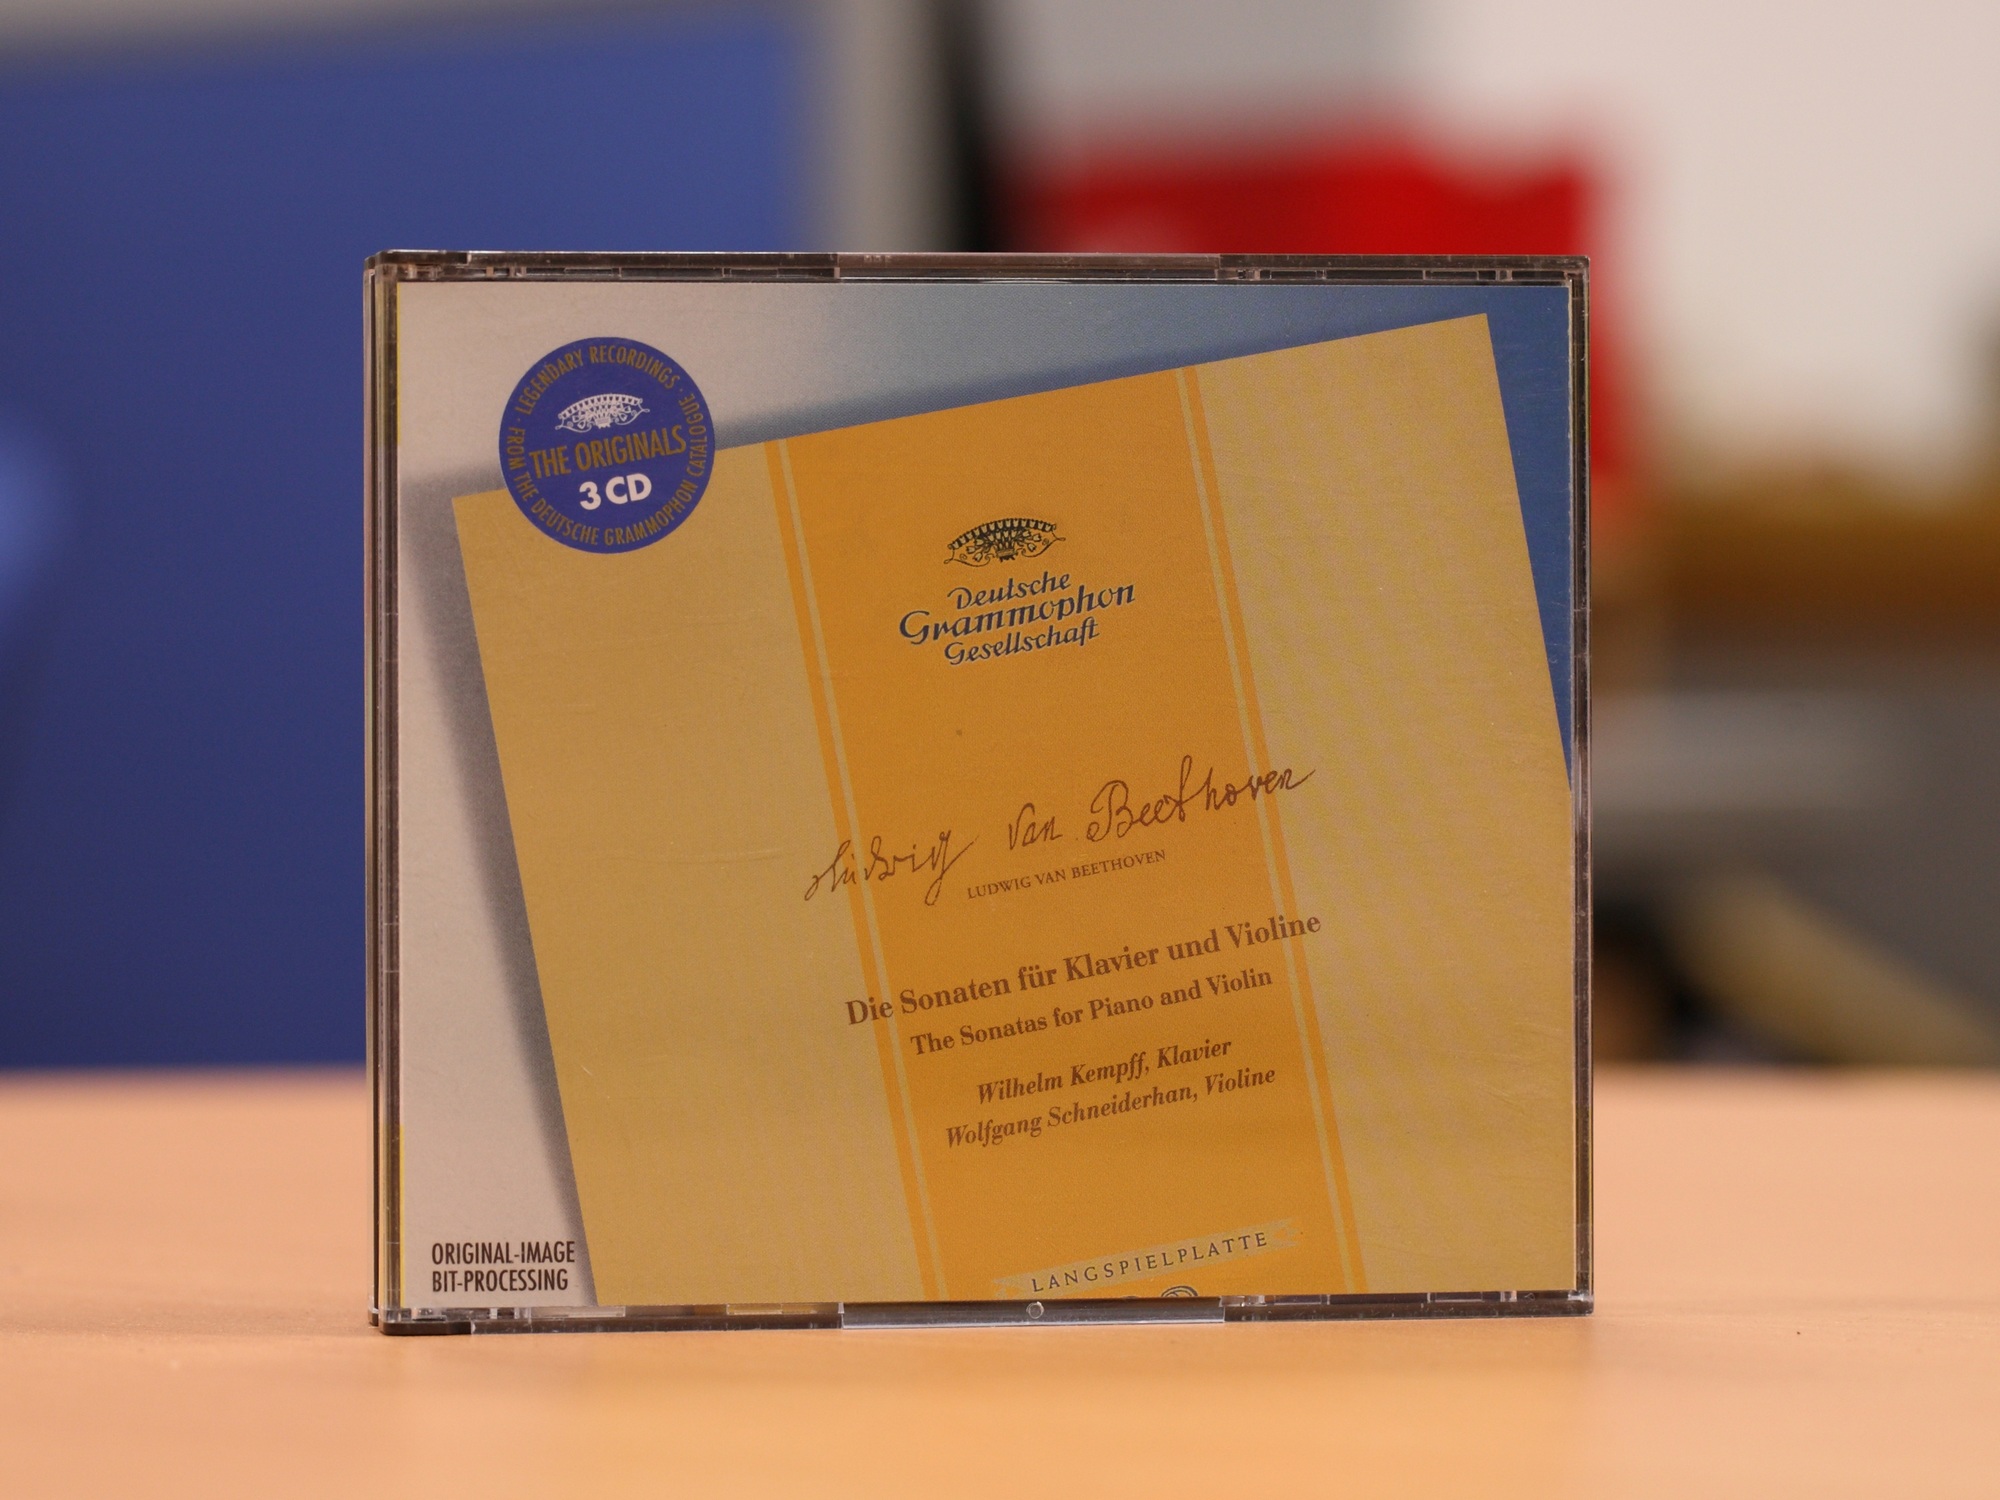 · LEGENDARY RECORDINGS ·
FROM THE DEUTSCHE GRAMMOPHON CATALOGUE
THE ORIGINALS
3 CD
Deutsche
Grammophon
Gesellschaft
Ludwig van Beethoven
LUDWIG VAN BEETHOVEN
Die Sonaten für Klavier und Violine
The Sonatas for Piano and Violin
Wilhelm Kempff, Klavier
Wolfgang Schneiderhan, Violine
LANGSPIELPLATTE
ORIGINAL-IMAGE
BIT-PROCESSING